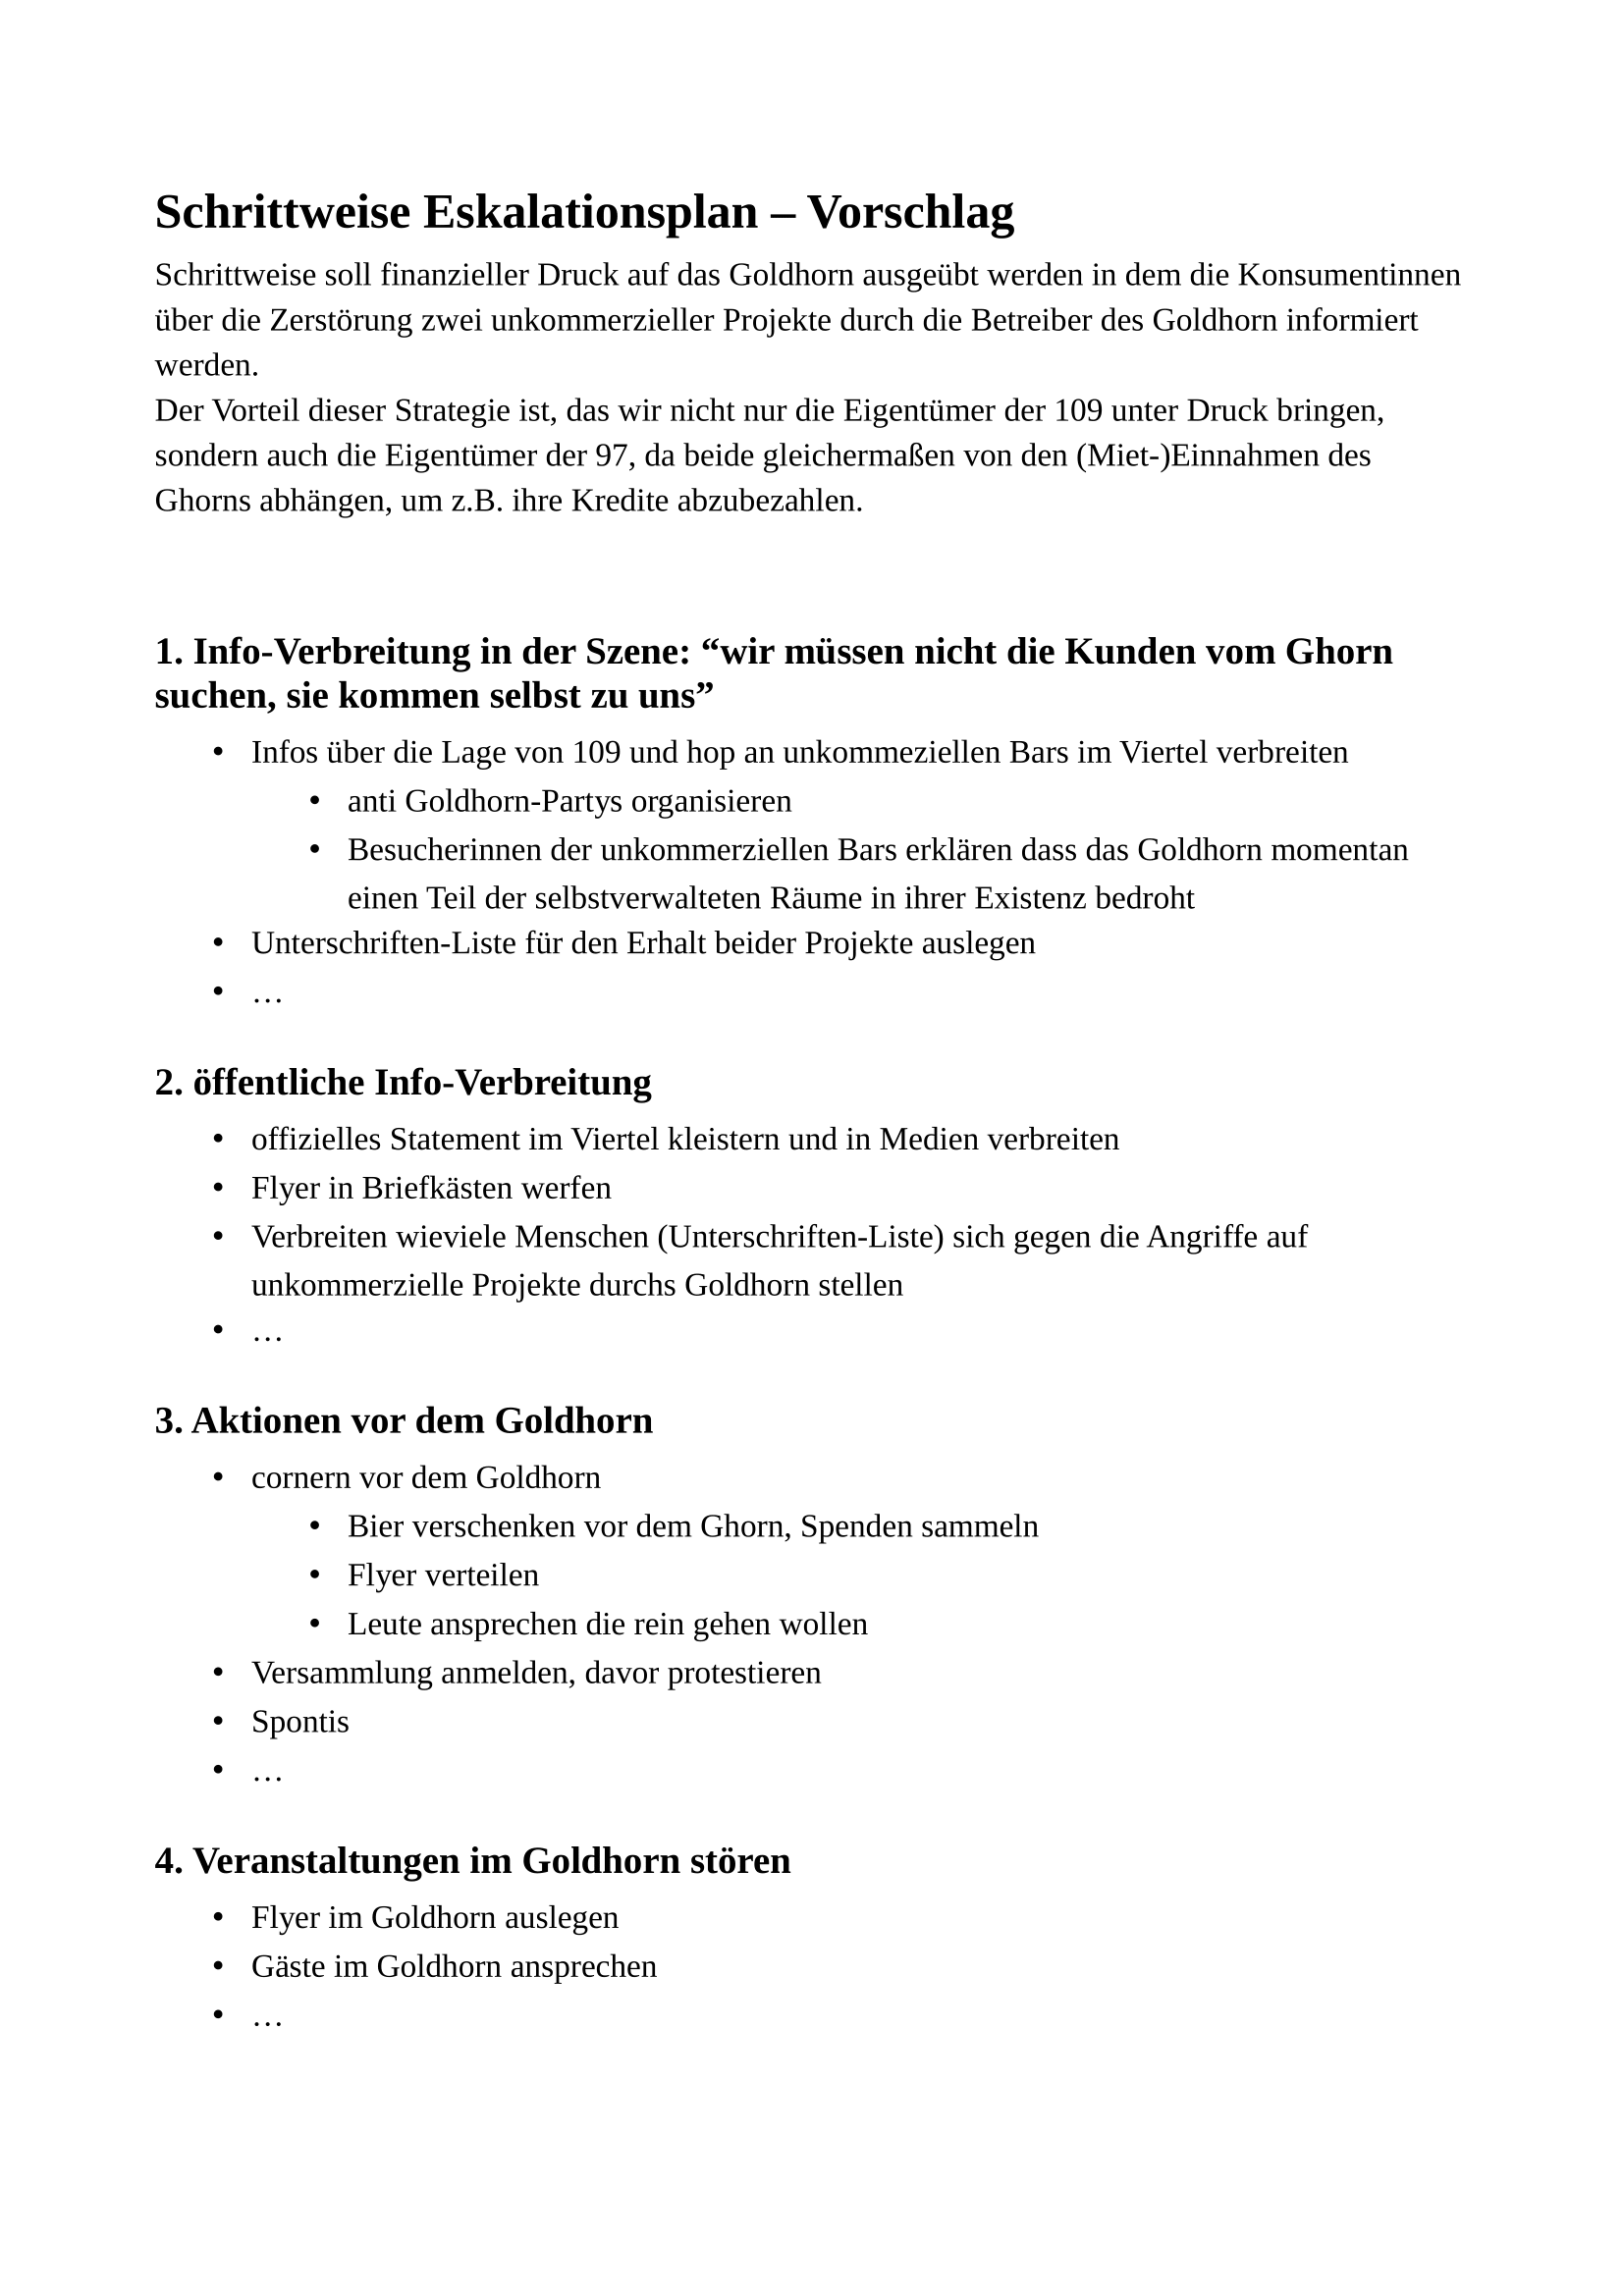 Schrittweise Eskalationsplan – Vorschlag
Schrittweise soll finanzieller Druck auf das Goldhorn ausgeübt werden in dem die Konsumentinnen
über die Zerstörung zwei unkommerzieller Projekte durch die Betreiber des Goldhorn informiert
werden.
Der Vorteil dieser Strategie ist, das wir nicht nur die Eigentümer der 109 unter Druck bringen,
sondern auch die Eigentümer der 97, da beide gleichermaßen von den (Miet-)Einnahmen des
Ghorns abhängen, um z.B. ihre Kredite abzubezahlen.
1. Info-Verbreitung in der Szene: “wir müssen nicht die Kunden vom Ghorn
suchen, sie kommen selbst zu uns”
• Infos über die Lage von 109 und hop an unkommeziellen Bars im Viertel verbreiten
• anti Goldhorn-Partys organisieren
• Besucherinnen der unkommerziellen Bars erklären dass das Goldhorn momentan
einen Teil der selbstverwalteten Räume in ihrer Existenz bedroht
• Unterschriften-Liste für den Erhalt beider Projekte auslegen
• …
2. öffentliche Info-Verbreitung
• offizielles Statement im Viertel kleistern und in Medien verbreiten
• Flyer in Briefkästen werfen
• Verbreiten wieviele Menschen (Unterschriften-Liste) sich gegen die Angriffe auf
unkommerzielle Projekte durchs Goldhorn stellen
• …
3. Aktionen vor dem Goldhorn
• cornern vor dem Goldhorn
• Bier verschenken vor dem Ghorn, Spenden sammeln
• Flyer verteilen
• Leute ansprechen die rein gehen wollen
• Versammlung anmelden, davor protestieren
• Spontis
• …
4. Veranstaltungen im Goldhorn stören
• Flyer im Goldhorn auslegen
• Gäste im Goldhorn ansprechen
• …